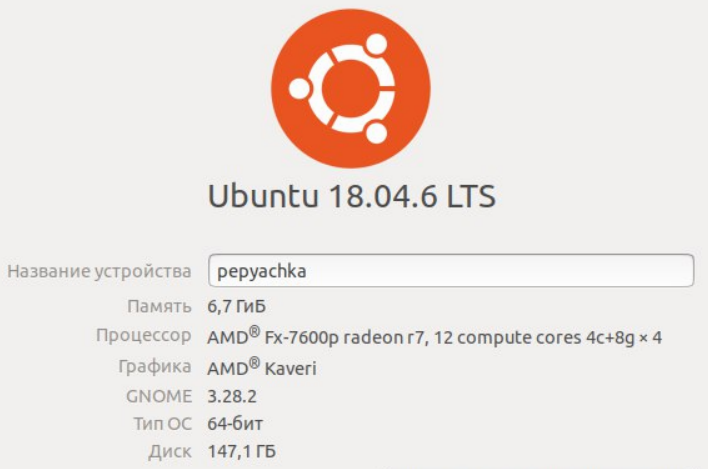 Ubuntu 18.04.6 LTS
Название устройства pepyachka
Память 6,7 ГиБ
Процессор AMD® Fx-7600p radeon r7, 12 compute cores 4c+8g × 4
Графика AMD® Kaveri
GNOME 3.28.2
Тип ОС 64-бит
Диск 147,1 ГБ